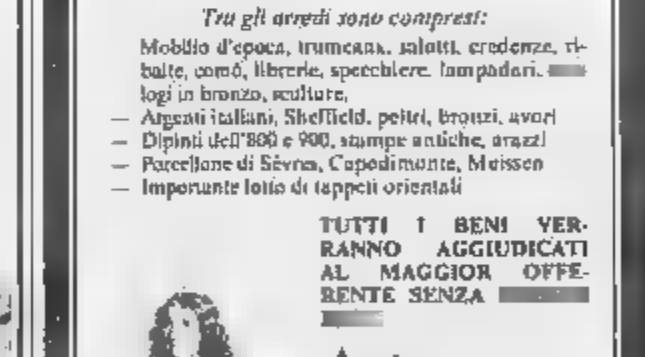 Tra gli arredi sono compresi:
Mobilio d'epoca, trumeaux, salotti, credenze, ri-
balte, comò, librerie, specchiere, lampadari,
logi in bronzo, sculture,
— Argenti italiani, Sheffield, peltri, bronzi, avori
— Dipinti dell'800 e 900, stampe antiche, arazzi
— Porcellane di Sèvres, Capodimonte, Meissen
— Importante lotto di tappeti orientali
TUTTI I BENI VER-
RANNO AGGIUDICATI
AL MAGGIOR OFFE-
RENTE SENZA